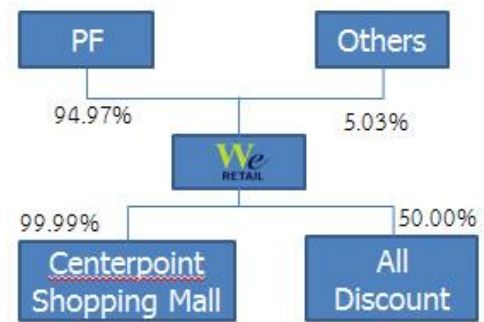 PF
Others
94.97%
5.03%
We
RETAIL
99.99%
50.00%
Centerpoint
Shopping Mall
All
Discount